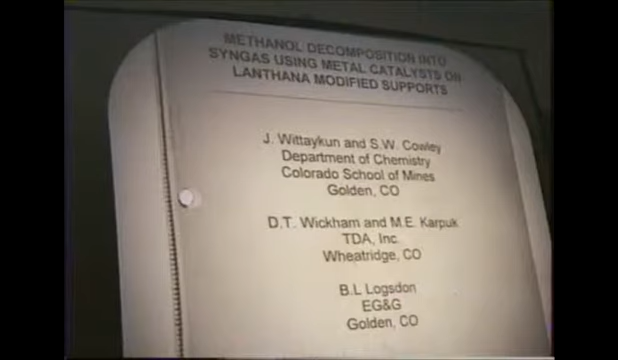 METHANOL DECOMPOSITION INTO
SYNGAS USING METAL CATALYSTS ON
LANTHANA MODIFIED SUPPORTS
J. Wittaykun and S.W. Cowley
Department of Chemistry
Colorado School of Mines
Golden, CO
D.T. Wickham and M.E. Karpuk
TDA, Inc.
Wheatridge, CO
B.L Logsdon
EG&G
Golden, CO